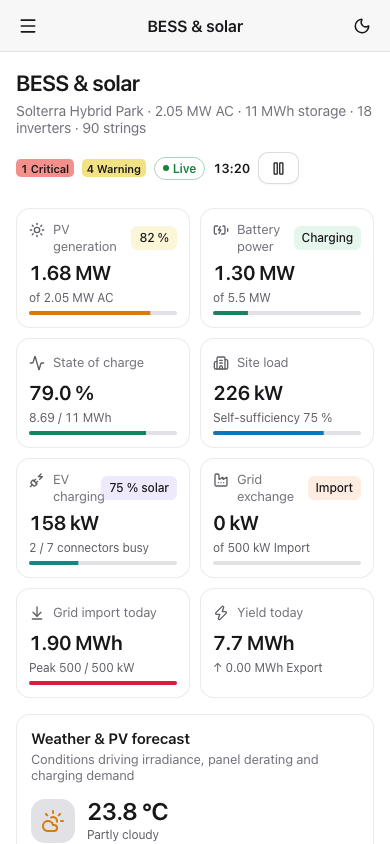 BESS & solar
BESS & solar
Solterra Hybrid Park · 2.05 MW AC · 11 MWh storage · 18
inverters · 90 strings
1 Critical
4 Warning
Live
13:20
PV
generation
82 %
1.68 MW
of 2.05 MW AC
Battery
power
Charging
1.30 MW
of 5.5 MW
State of charge
79.0 %
8.69 / 11 MWh
Site load
226 kW
Self-sufficiency 75 %
EV
charging
75 % solar
158 kW
2 / 7 connectors busy
Grid
exchange
Import
0 kW
of 500 kW Import
Grid import today
1.90 MWh
Peak 500 / 500 kW
Yield today
7.7 MWh
↑ 0.00 MWh Export
Weather & PV forecast
Conditions driving irradiance, panel derating and
charging demand
23.8 °C
Partly cloudy